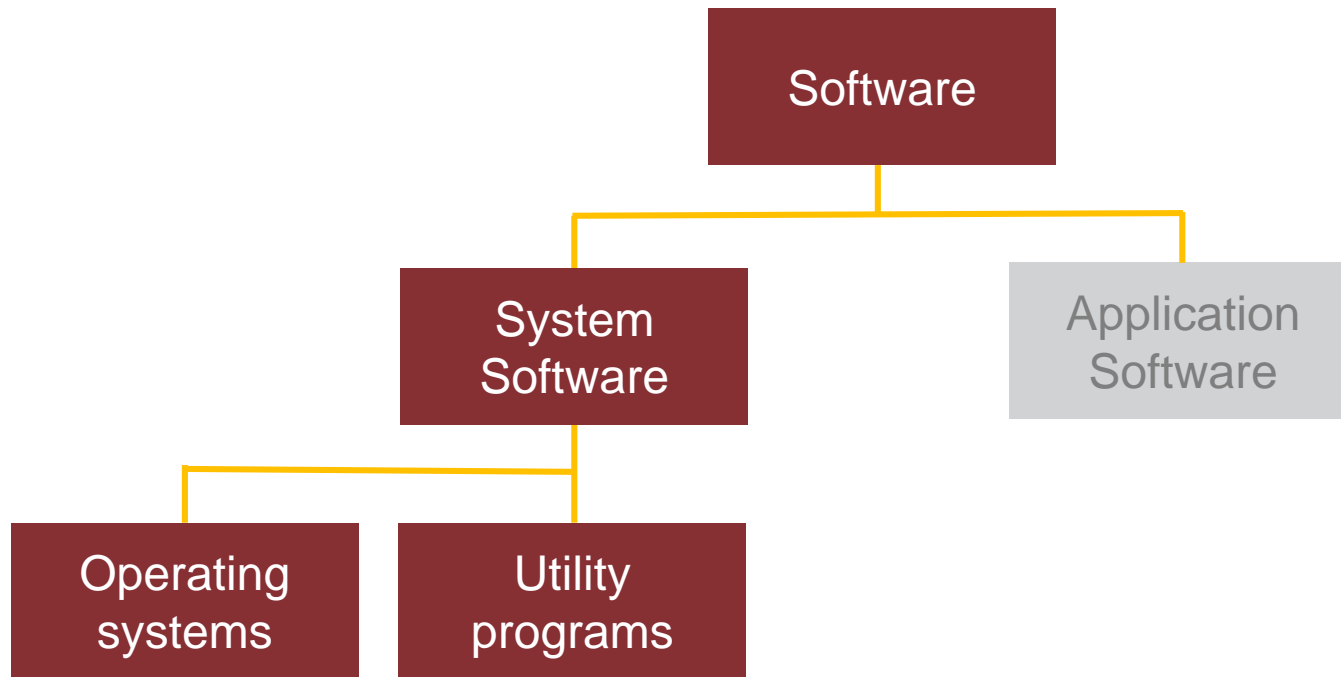 Software
System
Software
Application
Software
Operating
systems
Utility
programs